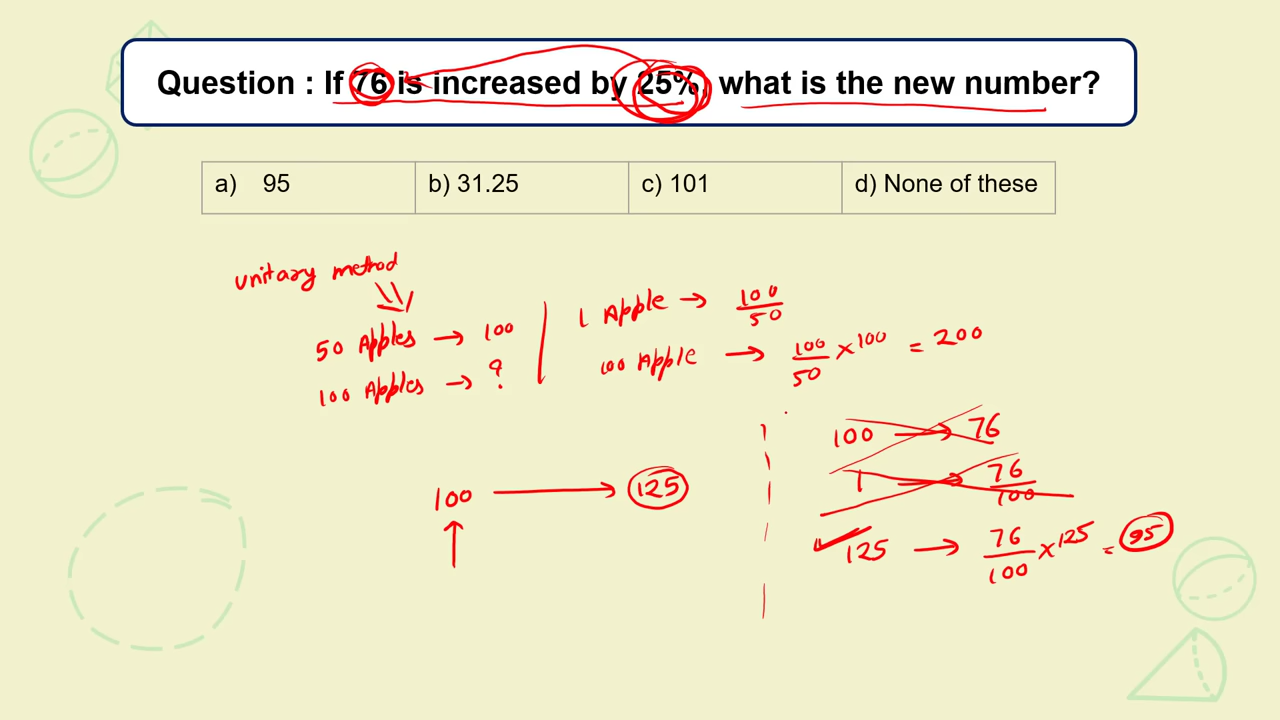 Question : If 76 is increased by 25%, what is the new number?
a) 95
b) 31.25
c) 101
d) None of these
unitary method
50 Apples → 100
100 Apples → ?
1 Apple → 100/50
100 Apple → 100/50 × 100 = 200
100 → 125
100 → 76
1 → 76/100
125 → 76/100 × 125 = 95